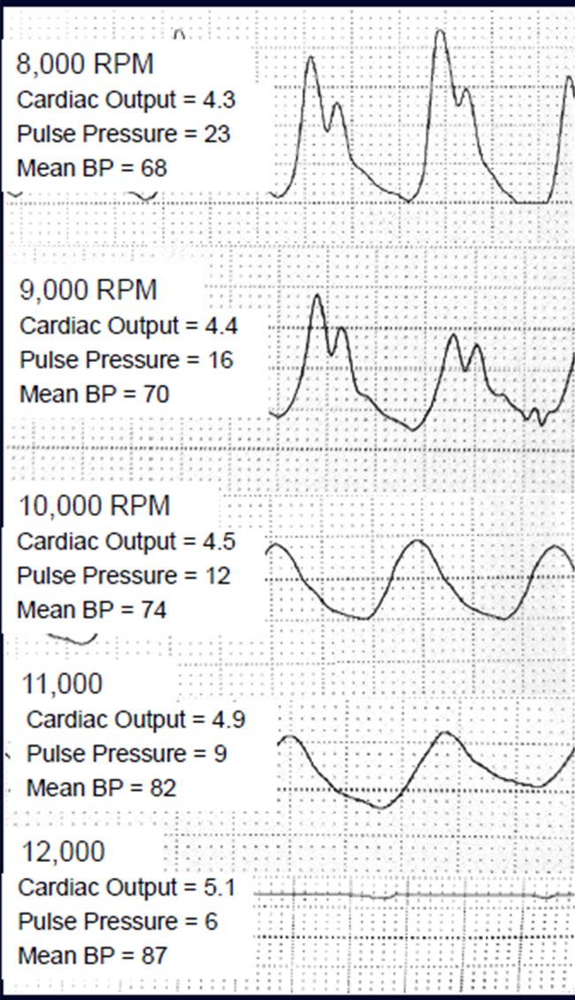 8,000 RPM
Cardiac Output = 4.3
Pulse Pressure = 23
Mean BP = 68
9,000 RPM
Cardiac Output = 4.4
Pulse Pressure = 16
Mean BP = 70
10,000 RPM
Cardiac Output = 4.5
Pulse Pressure = 12
Mean BP = 74
11,000
Cardiac Output = 4.9
Pulse Pressure = 9
Mean BP = 82
12,000
Cardiac Output = 5.1
Pulse Pressure = 6
Mean BP = 87